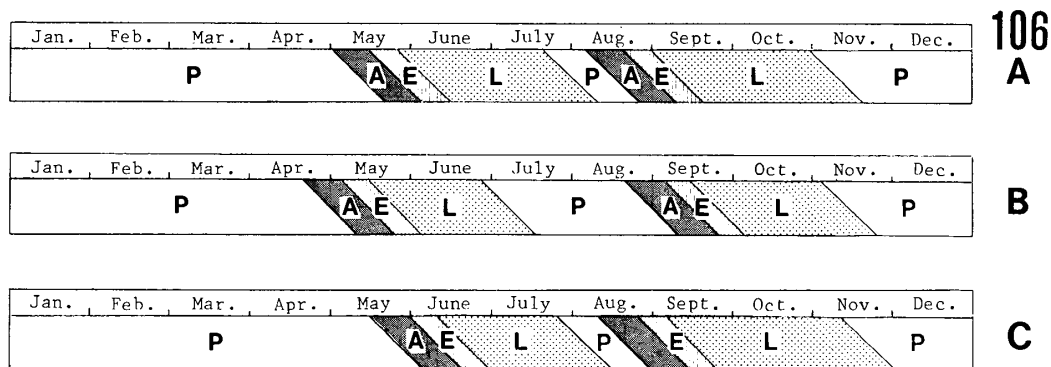 106
Jan. Feb. Mar. Apr. May June July Aug. Sept. Oct. Nov. Dec.
P A E L P A E L P A
Jan. Feb. Mar. Apr. May June July Aug. Sept. Oct. Nov. Dec.
P A E L P A E L P B
Jan. Feb. Mar. Apr. May June July Aug. Sept. Oct. Nov. Dec.
P A E L P E L P C